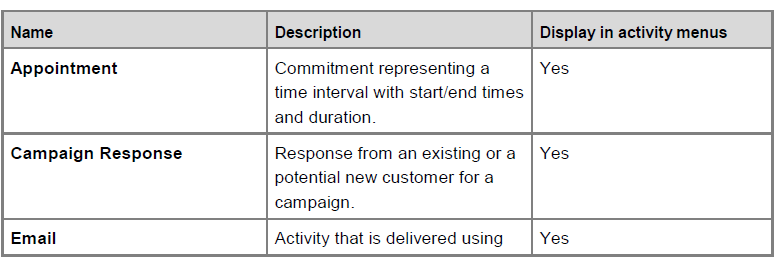 Name Description Display in activity menus
Appointment Commitment representing a Yes
time interval with start/end times
and duration.
Campaign Response Response from an existing or a Yes
potential new customer for a
campaign.
Email Activity that is delivered using Yes